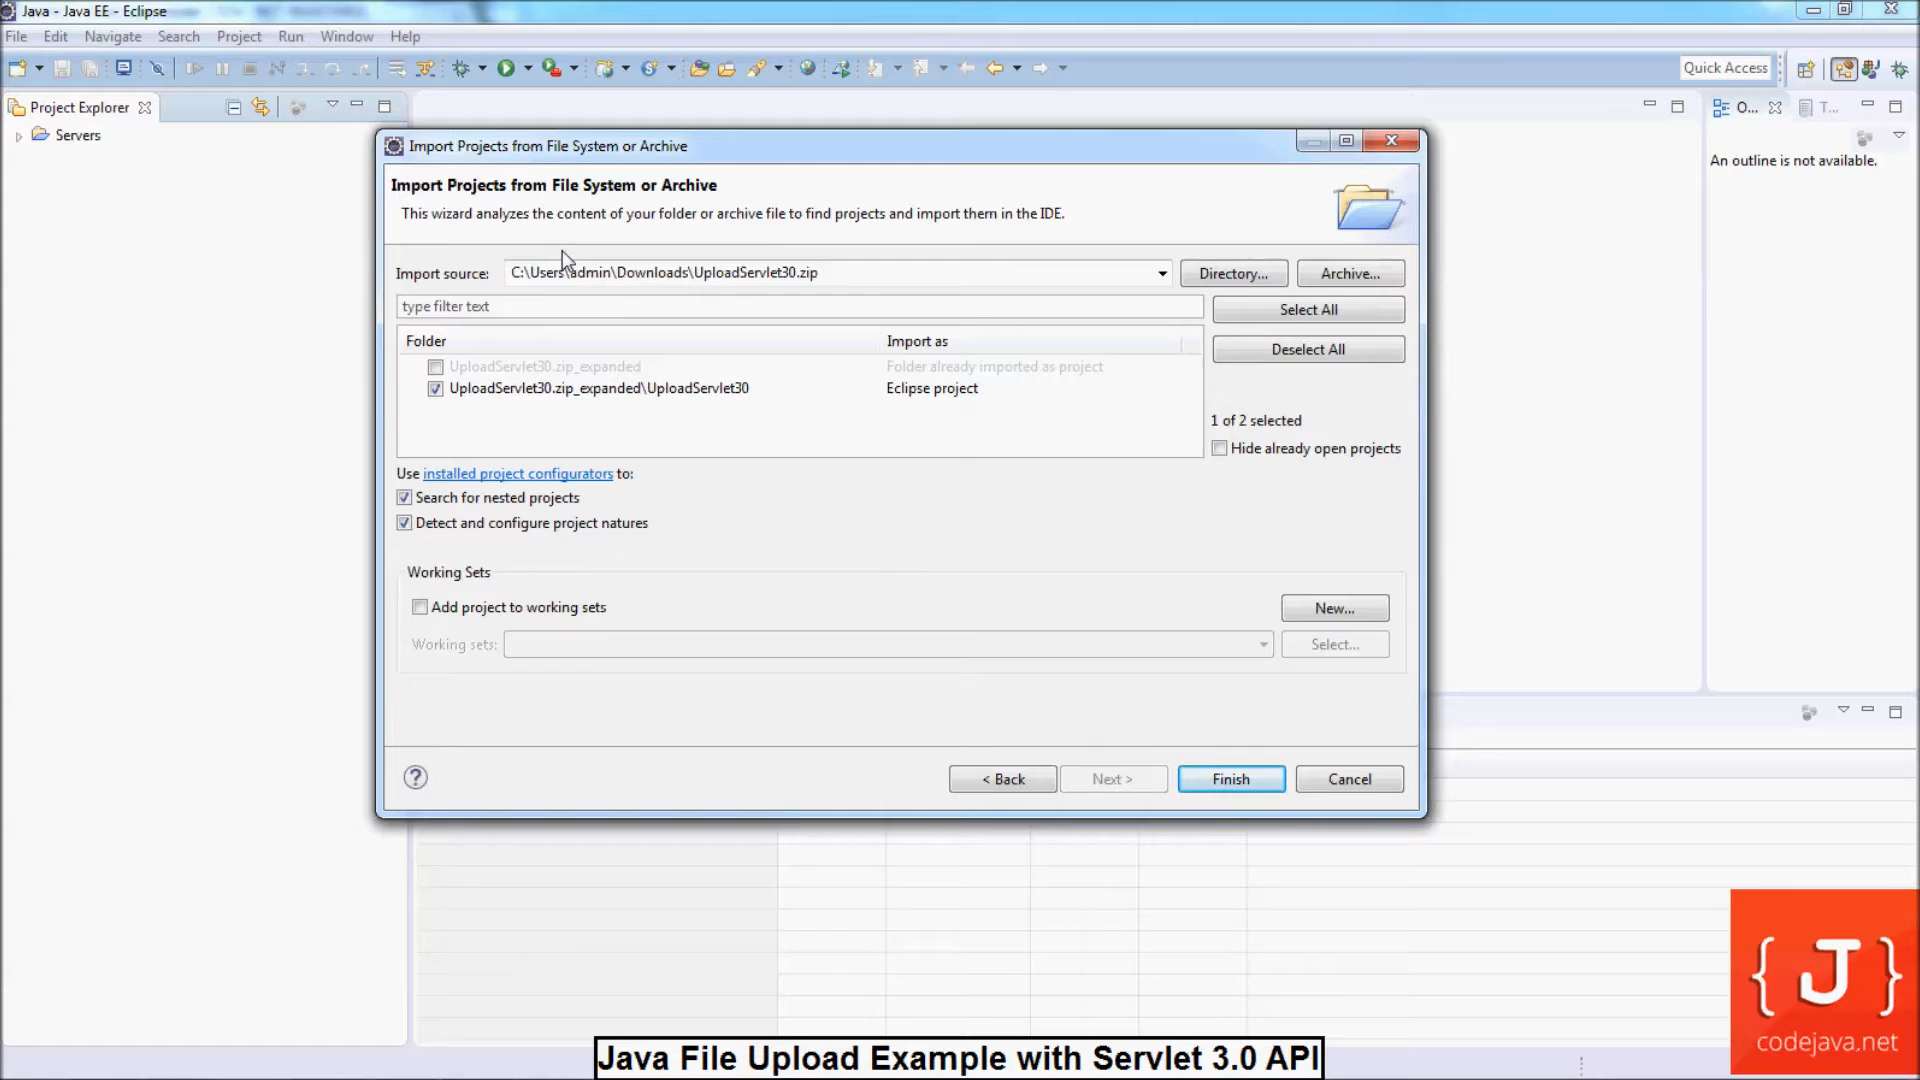 Java - Java EE - Eclipse
File Edit Navigate Search Project Run Window Help
Quick Access
Project Explorer
O... T...
Servers
An outline is not available.
Import Projects from File System or Archive
Import Projects from File System or Archive
This wizard analyzes the content of your folder or archive file to find projects and import them in the IDE.
Import source: C:\Users\admin\Downloads\UploadServlet30.zip Directory... Archive...
type filter text Select All
Folder Import as
Deselect All
UploadServlet30.zip_expanded Folder already imported as project
UploadServlet30.zip_expanded\UploadServlet30 Eclipse project
1 of 2 selected
Hide already open projects
Use installed project configurators to:
Search for nested projects
Detect and configure project natures
Working Sets
Add project to working sets New...
Working sets: Select...
? < Back Next > Finish Cancel
{ J }
codejava.net
Java File Upload Example with Servlet 3.0 API